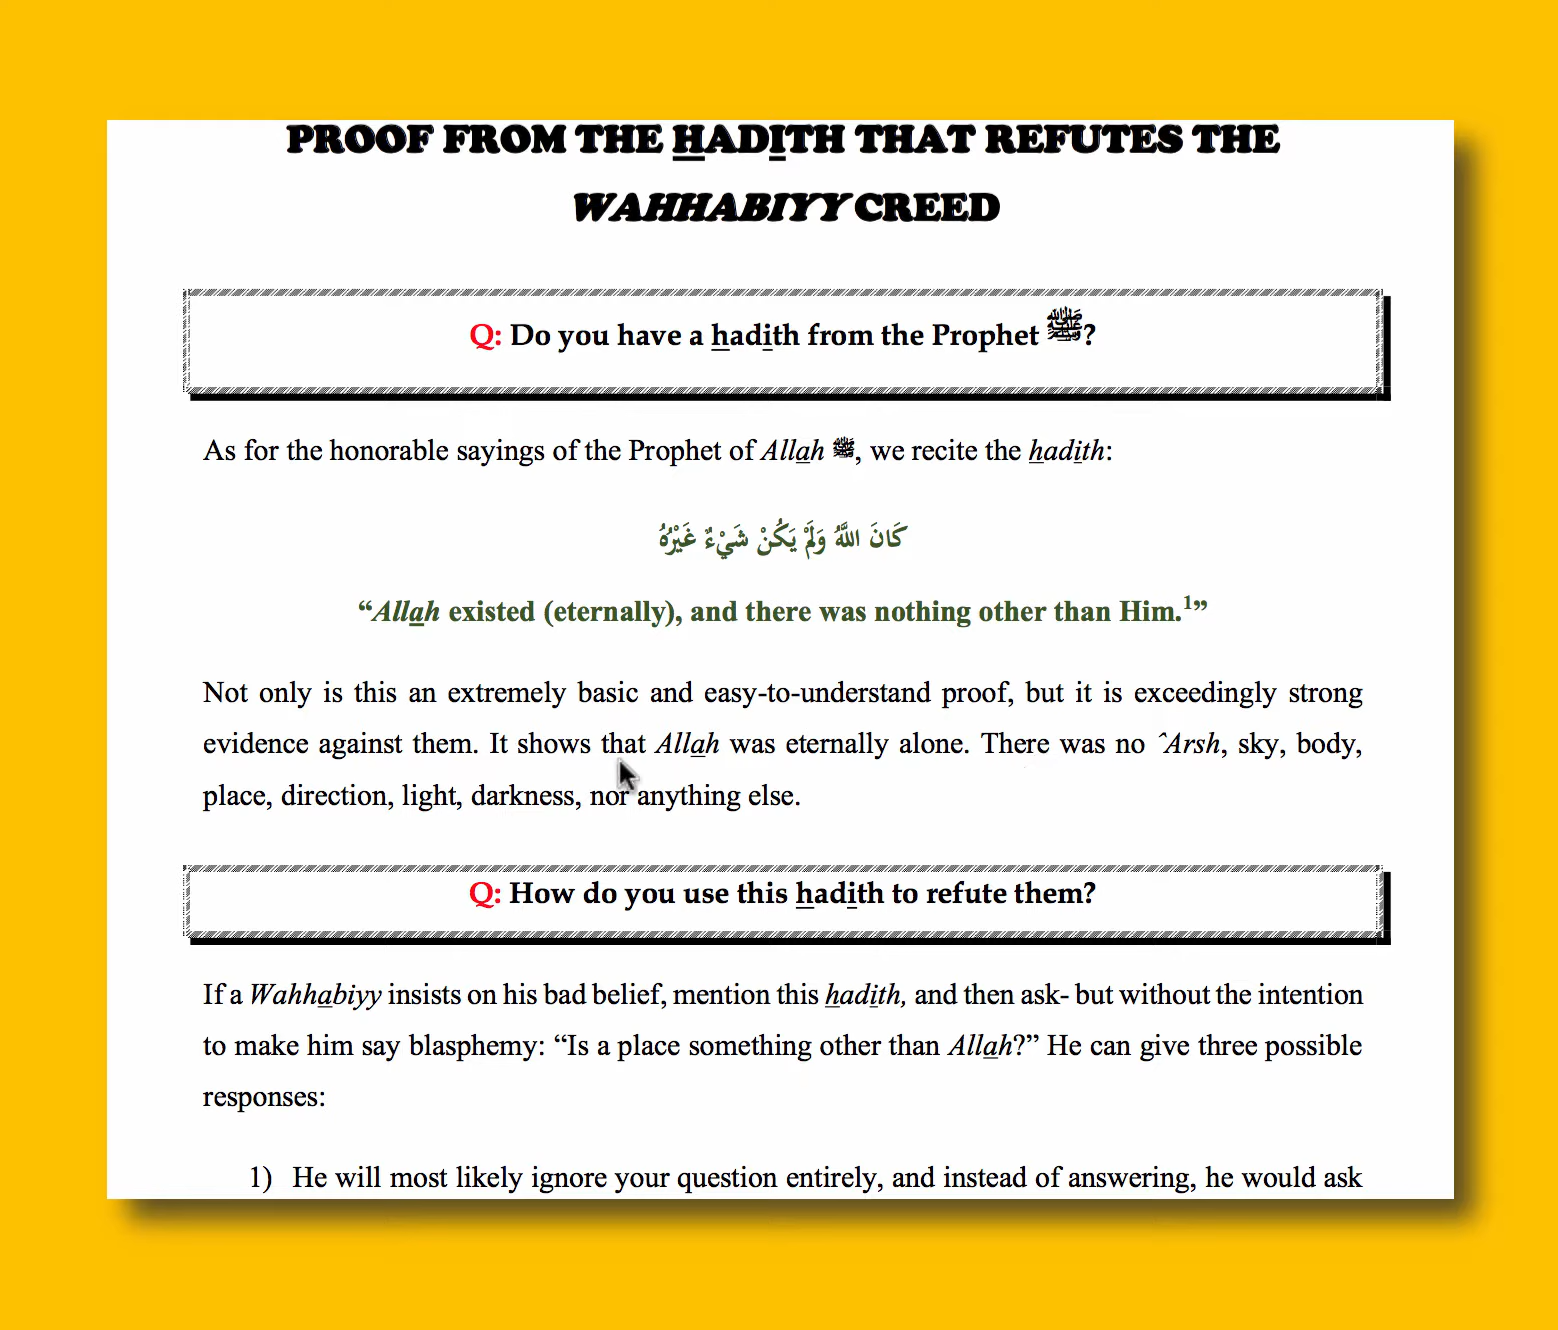 PROOF FROM THE HADITH THAT REFUTES THE
WAHHABIYY CREED
Q: Do you have a hadith from the Prophet ﷺ?
As for the honorable sayings of the Prophet of Allah ﷺ, we recite the hadith:
كَانَ اللَّهُ وَلَمْ يَكُنْ شَيْءٌ غَيْرُهُ
“Allah existed (eternally), and there was nothing other than Him.1”
Not only is this an extremely basic and easy-to-understand proof, but it is exceedingly strong
evidence against them. It shows that Allah was eternally alone. There was no ^Arsh, sky, body,
place, direction, light, darkness, nor anything else.
Q: How do you use this hadith to refute them?
If a Wahhabiyy insists on his bad belief, mention this hadith, and then ask- but without the intention
to make him say blasphemy: “Is a place something other than Allah?” He can give three possible
responses:
1) He will most likely ignore your question entirely, and instead of answering, he would ask